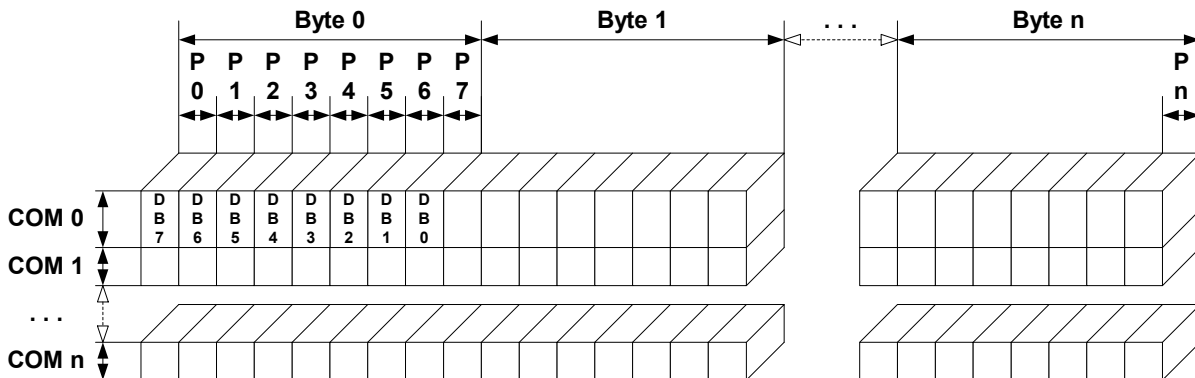 Byte 0 Byte 1 . . . Byte n
P P P P P P P P P
0 1 2 3 4 5 6 7 n
COM 0 D D D D D D D D
B B B B B B B B
7 6 5 4 3 2 1 0
COM 1
. . .
COM n